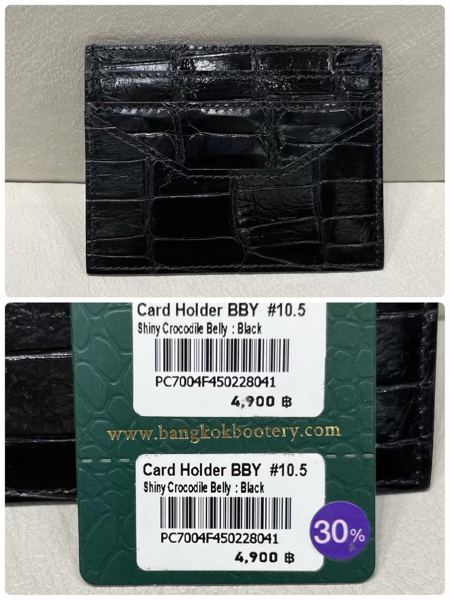 Card Holder BBY #10.5
Shiny Crocodile Belly : Black
PC7004F450228041
4,900 ฿
www.bangkokbootery.com
Card Holder BBY #10.5
Shiny Crocodile Belly : Black
PC7004F450228041
4,900 ฿
30%